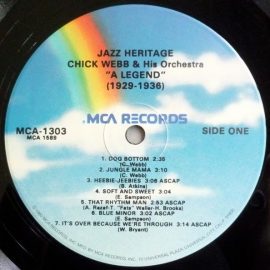 JAZZ HERITAGE
CHICK WEBB & His Orchestra
"A LEGEND"
(1929-1936)
MCA RECORDS
MCA-1303
MCA 1589
SIDE ONE
1. DOG BOTTOM 2:35
(C. Webb)
2. JUNGLE MAMA 3:10
(C. Webb)
3. HEEBIE-JEEBIES 3:06 ASCAP
(B. Atkins)
4. SOFT AND SWEET 3:04
(E. Sampson)
5. THAT RHYTHM MAN 2:53 ASCAP
(A. Razaf-T. "Fats" Waller-H. Brooks)
6. BLUE MINOR 3:02 ASCAP
(E. Sampson)
7. IT'S OVER BECAUSE WE'RE THROUGH 3:14 ASCAP
(W. Bryant)